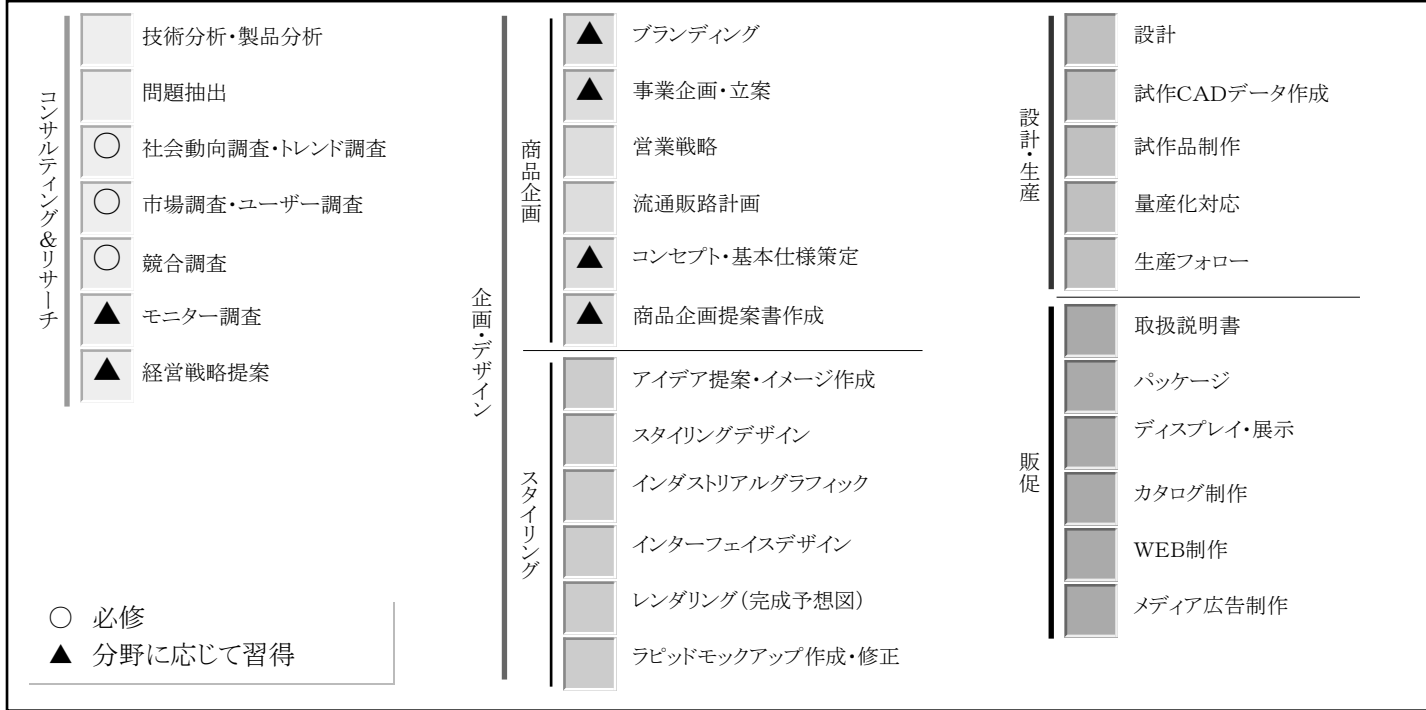 コンサルティング&リサーチ
技術分析・製品分析
問題抽出
○ 社会動向調査・トレンド調査
○ 市場調査・ユーザー調査
○ 競合調査
▲ モニター調査
▲ 経営戦略提案
企画・デザイン
商品企画
▲ ブランディング
▲ 事業企画・立案
営業戦略
流通販路計画
▲ コンセプト・基本仕様策定
▲ 商品企画提案書作成
スタイリング
アイデア提案・イメージ作成
スタイリングデザイン
インダストリアルグラフィック
インターフェイスデザイン
レンダリング(完成予想図)
ラピッドモックアップ作成・修正
設計・生産
設計
試作CADデータ作成
試作品制作
量産化対応
生産フォロー
販促
取扱説明書
パッケージ
ディスプレイ・展示
カタログ制作
WEB制作
メディア広告制作
○ 必修
▲ 分野に応じて習得